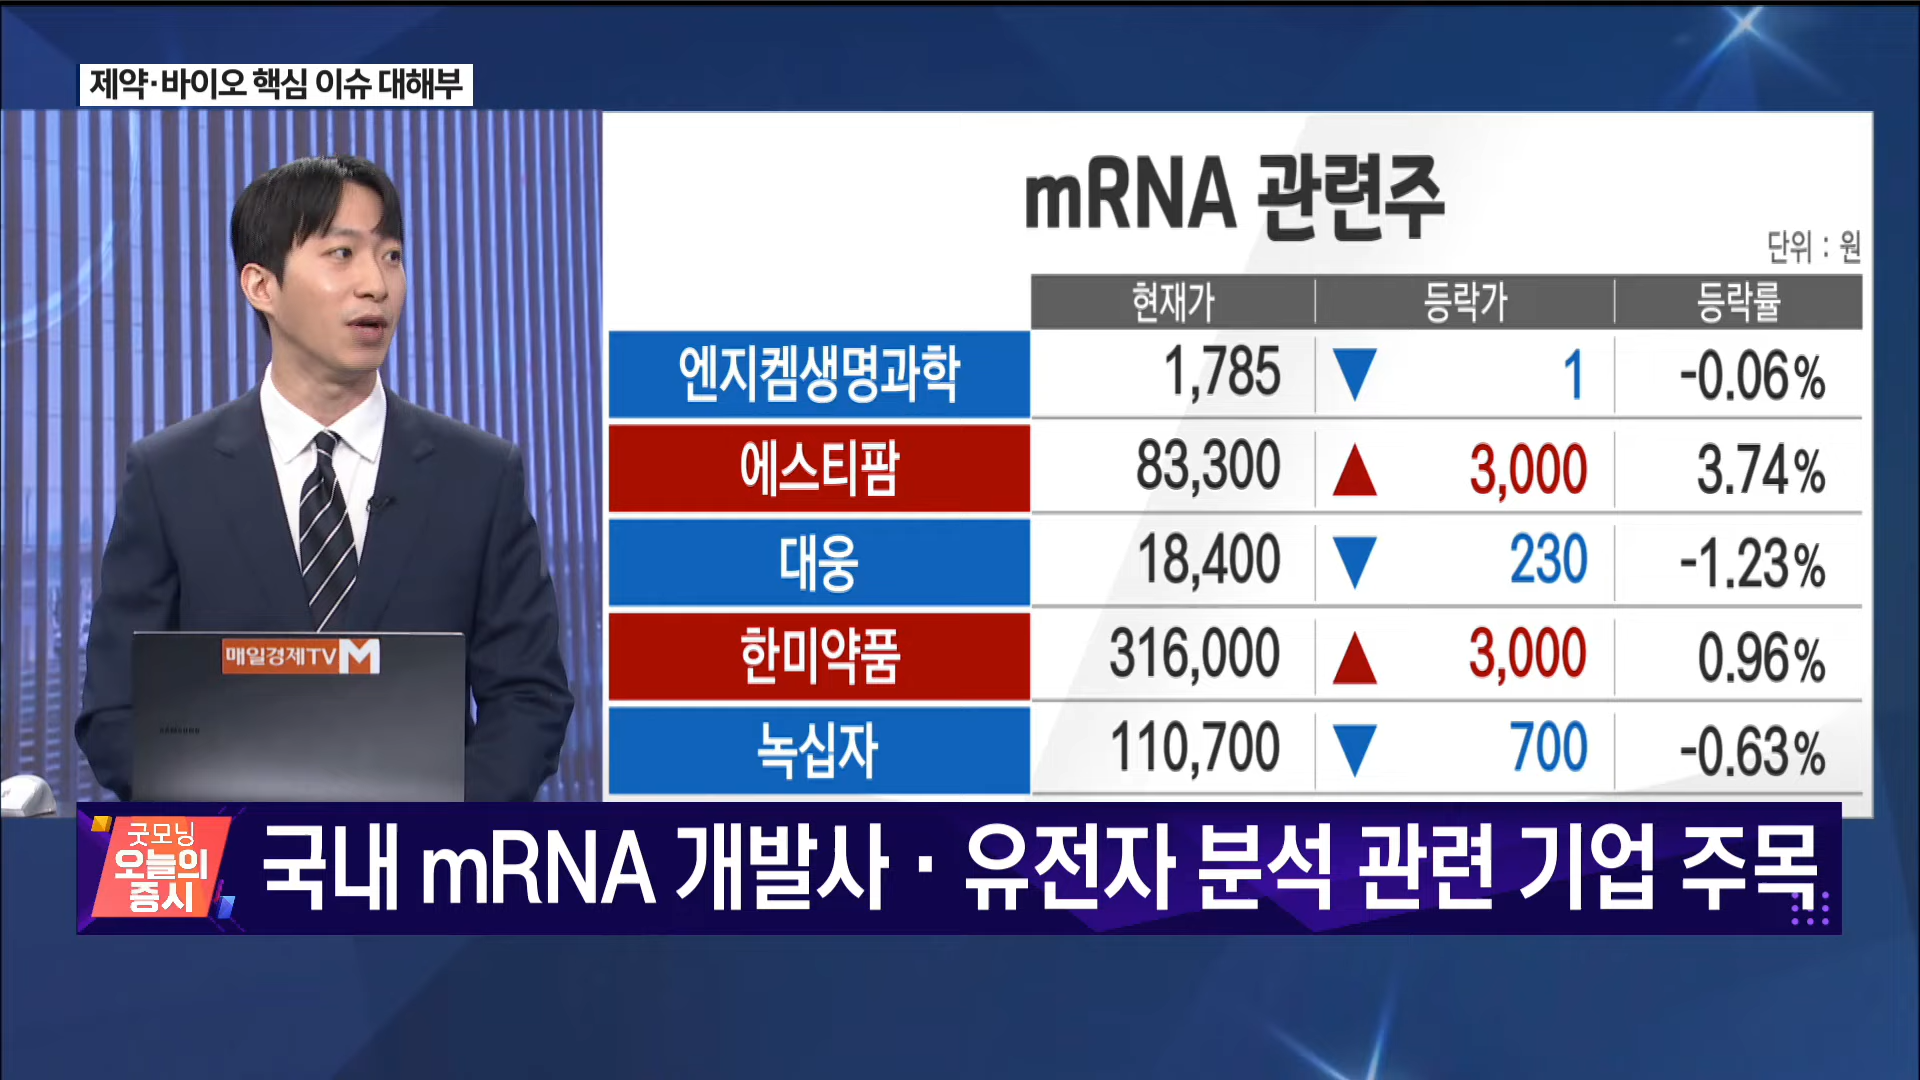 제약·바이오 핵심 이슈 대해부
mRNA 관련주
단위 : 원
현재가 등락가 등락률
엔지켐생명과학 1,785 ▼ 1 -0.06%
에스티팜 83,300 ▲ 3,000 3.74%
대웅 18,400 ▼ 230 -1.23%
한미약품 316,000 ▲ 3,000 0.96%
녹십자 110,700 ▼ 700 -0.63%
매일경제TV M
SAMSUNG
굿모닝
오늘의
증시
국내 mRNA 개발사·유전자 분석 관련 기업 주목